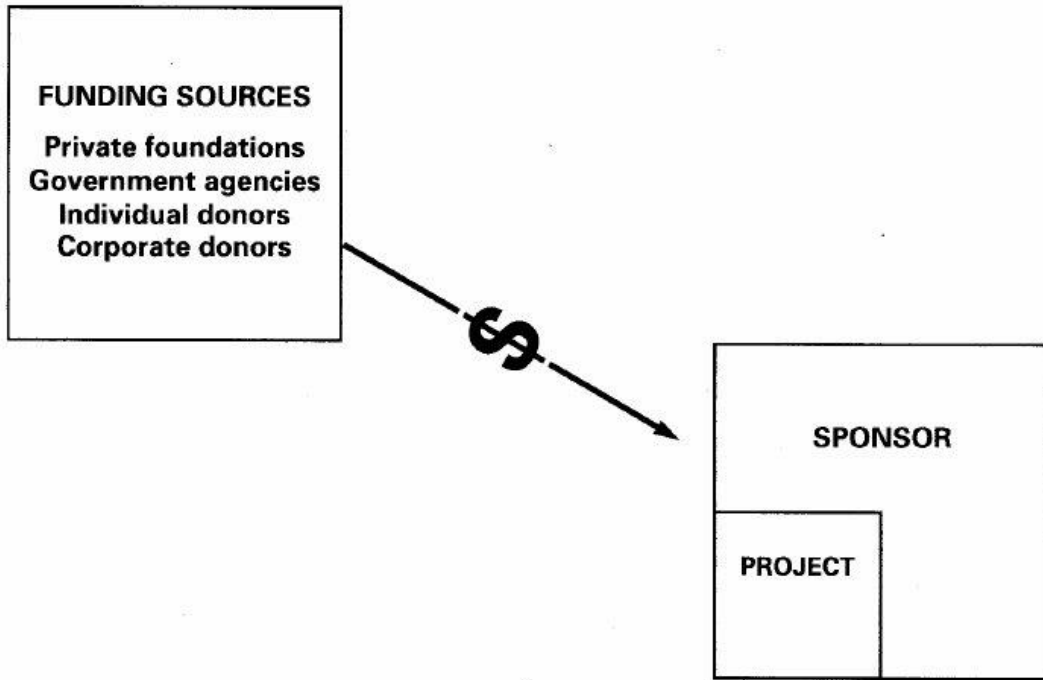 FUNDING SOURCES
Private foundations
Government agencies
Individual donors
Corporate donors
$
SPONSOR
PROJECT